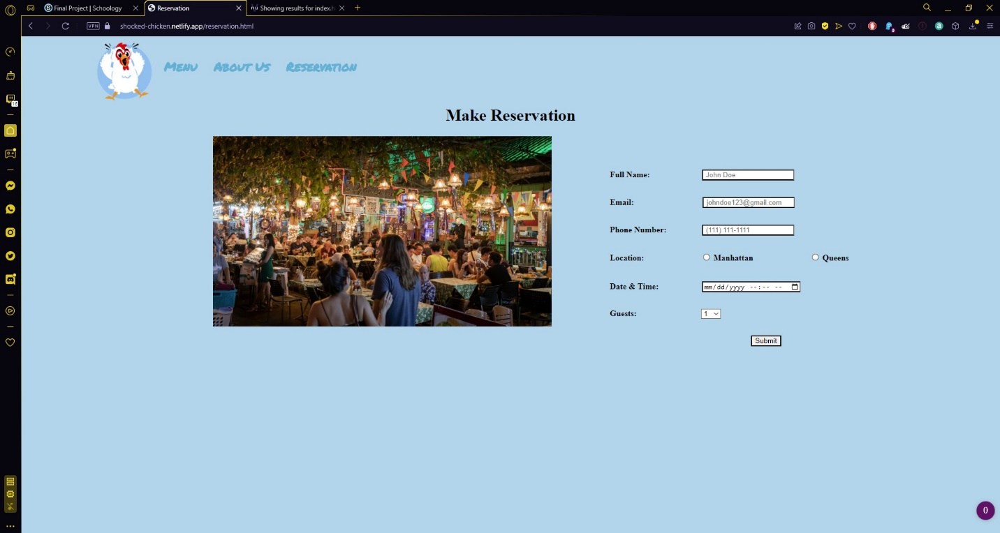 Final Project | Schoology
Reservation
Showing results for index.h
VPN
shocked-chicken.netlify.app/reservation.html
0
16
Menu About Us Reservation
Make Reservation
Full Name: John Doe
Email: johndoe123@gmail.com
Phone Number: (111) 111-1111
Location: Manhattan Queens
Date & Time: mm/dd/yyyy --:-- --
Guests: 1
Submit
0